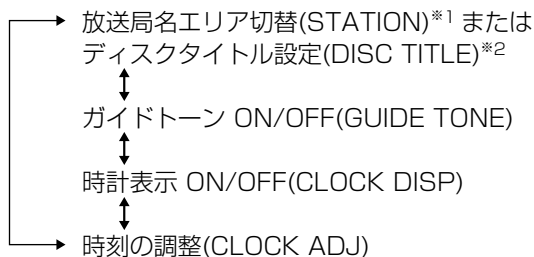 放送局名エリア切替(STATION)※1 または
ディスクタイトル設定(DISC TITLE)※2
ガイドトーン ON/OFF(GUIDE TONE)
時計表示 ON/OFF(CLOCK DISP)
時刻の調整(CLOCK ADJ)